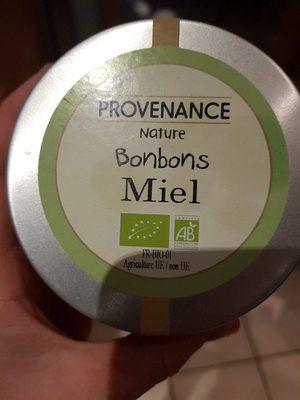 PROVENANCE
Nature
Bonbons
Miel
AB
FR-BIO-01
Agriculture UE / non UE